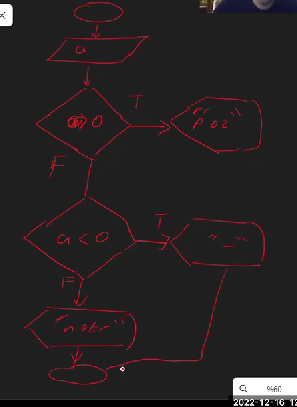 a
T
"Poz"
F
a<0
T
"-"
F
"notr"
%60
2022-12-16